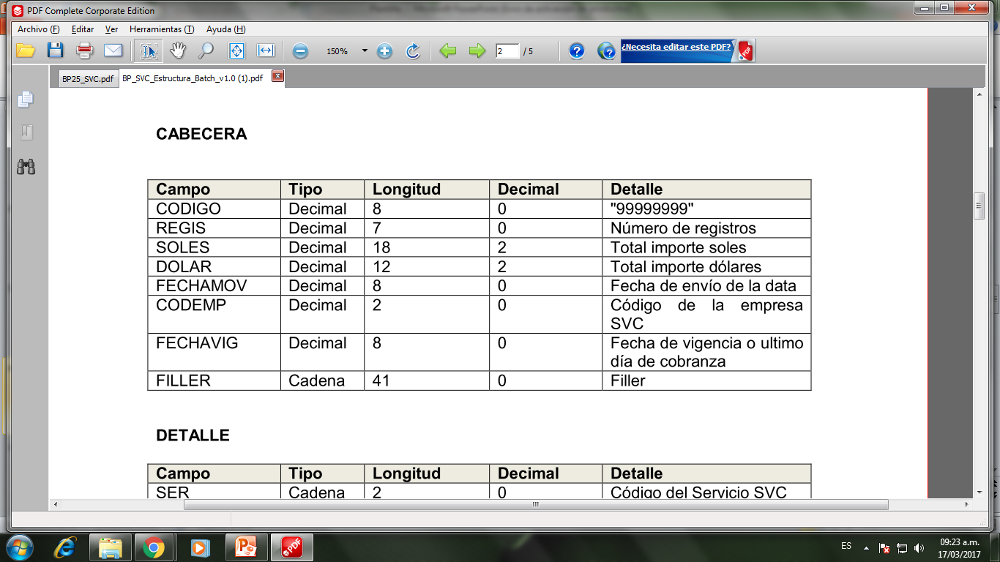 PDF Complete Corporate Edition
Archivo (F) Editar Ver Herramientas (T) Ayuda (H)
150% 2 / 5 ¿Necesita editar este PDF? PDF
BP25_SVC.pdf BP_SVC_Estructura_Batch_v1.0 (1).pdf
CABECERA
Campo Tipo Longitud Decimal Detalle
CODIGO Decimal 8 0 "99999999"
REGIS Decimal 7 0 Número de registros
SOLES Decimal 18 2 Total importe soles
DOLAR Decimal 12 2 Total importe dólares
FECHAMOV Decimal 8 0 Fecha de envío de la data
CODEMP Decimal 2 0 Código de la empresa
SVC
FECHAVIG Decimal 8 0 Fecha de vigencia o ultimo
día de cobranza
FILLER Cadena 41 0 Filler
DETALLE
Campo Tipo Longitud Decimal Detalle
SER Cadena 2 0 Código del Servicio SVC
PDF
ES 09:23 a.m.
17/03/2017